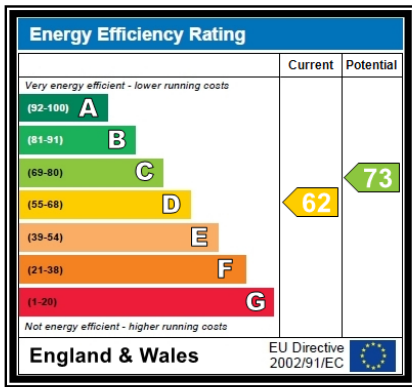 Energy Efficiency Rating
Current Potential
Very energy efficient - lower running costs
(92-100) A
(81-91) B
(69-80) C
73
(55-68) D
62
(39-54) E
(21-38) F
(1-20) G
Not energy efficient - higher running costs
England & Wales
EU Directive
2002/91/EC